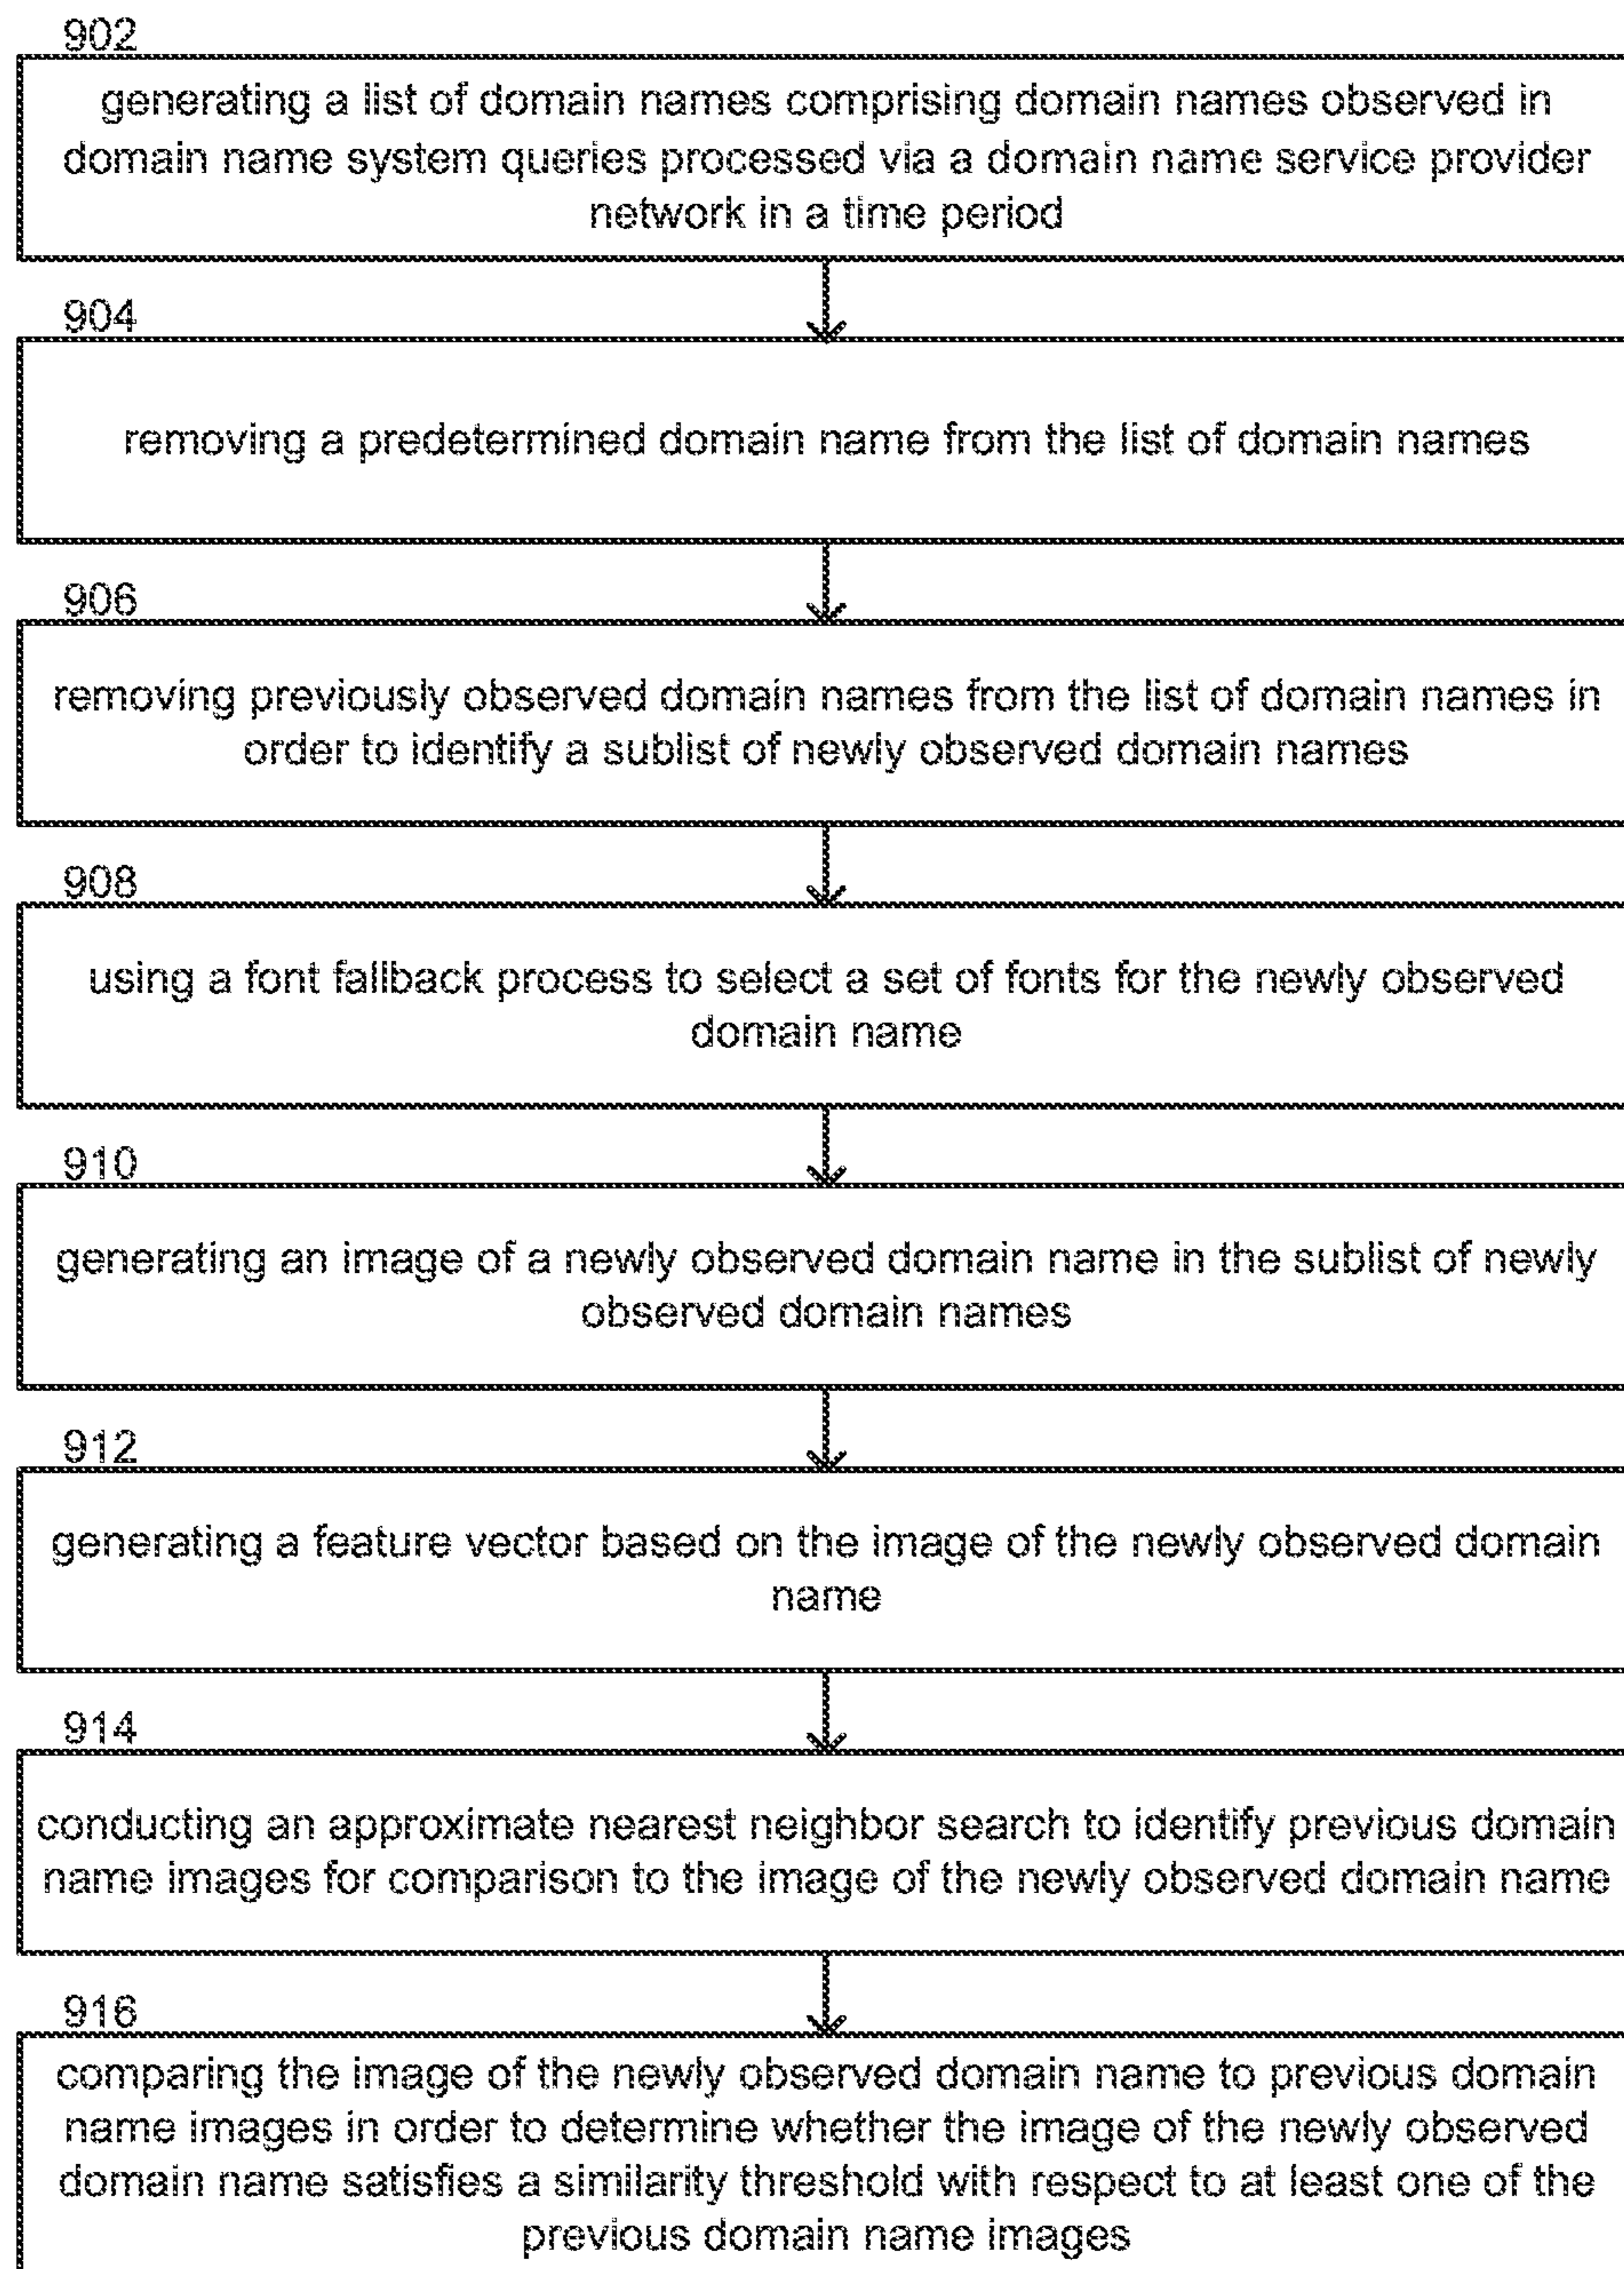 902
generating a list of domain names comprising domain names observed in
domain name system queries processed via a domain name service provider
network in a time period
904
removing a predetermined domain name from the list of domain names
906
removing previously observed domain names from the list of domain names in
order to identify a sublist of newly observed domain names
908
using a font fallback process to select a set of fonts for the newly observed
domain name
910
generating an image of a newly observed domain name in the sublist of newly
observed domain names
912
generating a feature vector based on the image of the newly observed domain
name
914
conducting an approximate nearest neighbor search to identify previous domain
name images for comparison to the image of the newly observed domain name
916
comparing the image of the newly observed domain name to previous domain
name images in order to determine whether the image of the newly observed
domain name satisfies a similarity threshold with respect to at least one of the
previous domain name images